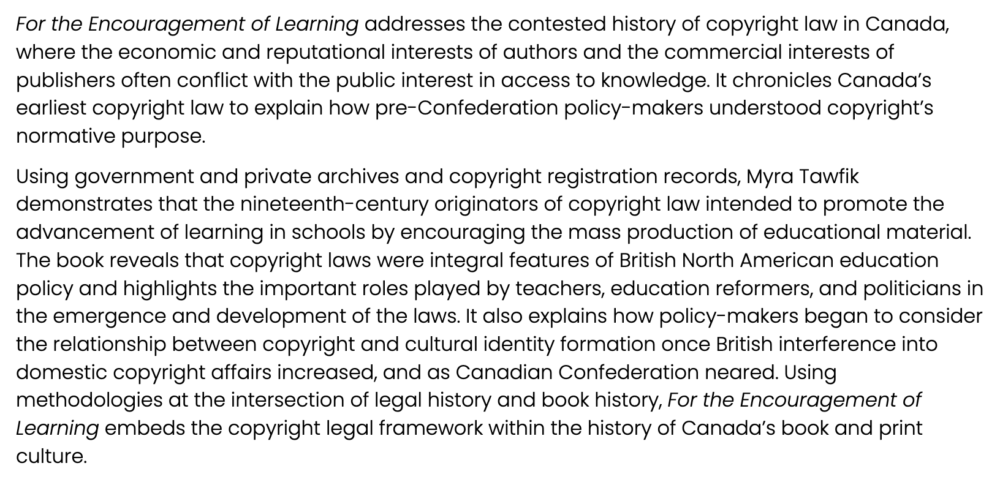 For the Encouragement of Learning addresses the contested history of copyright law in Canada,
where the economic and reputational interests of authors and the commercial interests of
publishers often conflict with the public interest in access to knowledge. It chronicles Canada’s
earliest copyright law to explain how pre-Confederation policy-makers understood copyright’s
normative purpose.
Using government and private archives and copyright registration records, Myra Tawfik
demonstrates that the nineteenth-century originators of copyright law intended to promote the
advancement of learning in schools by encouraging the mass production of educational material.
The book reveals that copyright laws were integral features of British North American education
policy and highlights the important roles played by teachers, education reformers, and politicians in
the emergence and development of the laws. It also explains how policy-makers began to consider
the relationship between copyright and cultural identity formation once British interference into
domestic copyright affairs increased, and as Canadian Confederation neared. Using
methodologies at the intersection of legal history and book history, For the Encouragement of
Learning embeds the copyright legal framework within the history of Canada’s book and print
culture.